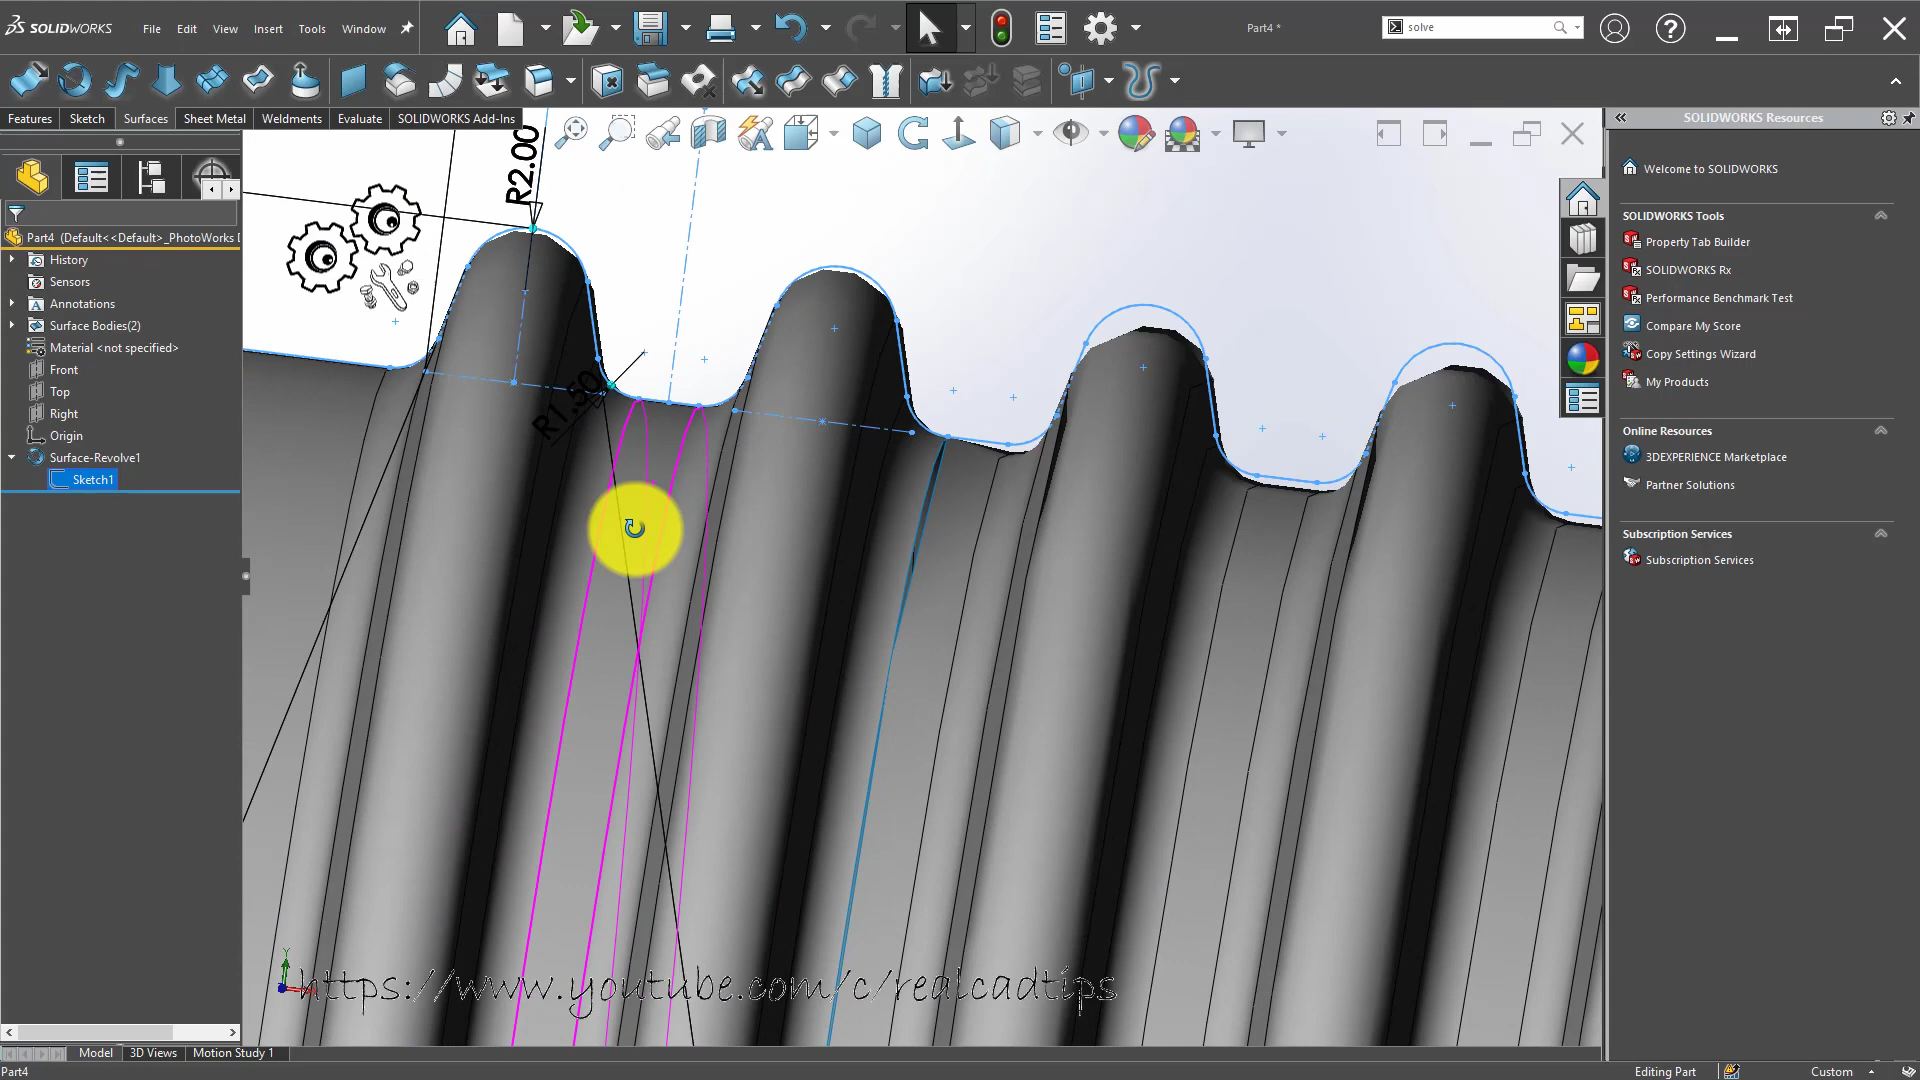 SOLIDWORKS
File Edit View Insert Tools Window
Part4 *
solve
Features Sketch Surfaces Sheet Metal Weldments Evaluate SOLIDWORKS Add-Ins
SOLIDWORKS Resources
Welcome to SOLIDWORKS
SOLIDWORKS Tools
Property Tab Builder
SOLIDWORKS Rx
Performance Benchmark Test
Compare My Score
Copy Settings Wizard
My Products
Online Resources
3DEXPERIENCE Marketplace
Partner Solutions
Subscription Services
Subscription Services
Part4 (Default<<Default>_PhotoWorks D
History
Sensors
Annotations
Surface Bodies(2)
Material <not specified>
Front
Top
Right
Origin
Surface-Revolve1
Sketch1
R2.00
R1.50
Y
https://www.youtube.com/c/realcadtips
Model 3D Views Motion Study 1
Part4
Editing Part
Custom